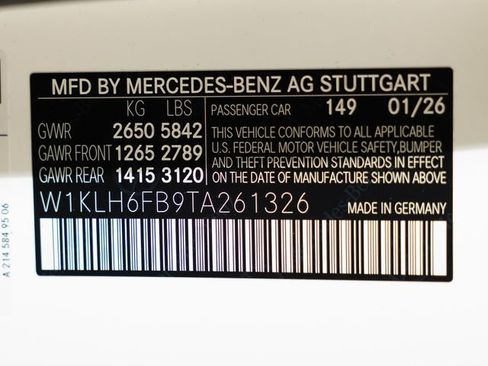 MFD BY MERCEDES-BENZ AG STUTTGART
KG LBS PASSENGER CAR 149 01/26
GVWR 2650 5842 THIS VEHICLE CONFORMS TO ALL APPLICABLE
GAWR FRONT 1265 2789 U.S. FEDERAL MOTOR VEHICLE SAFETY,BUMPER
GAWR REAR 1415 3120 AND THEFT PREVENTION STANDARDS IN EFFECT
ON THE DATE OF MANUFACTURE SHOWN ABOVE
W1KLH6FB9TA261326 MADE IN GERMANY
A 214 584 95 06